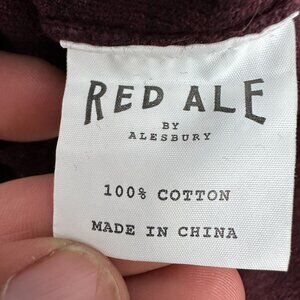 RED ALE
BY
ALESBURY
100% COTTON
MADE IN CHINA